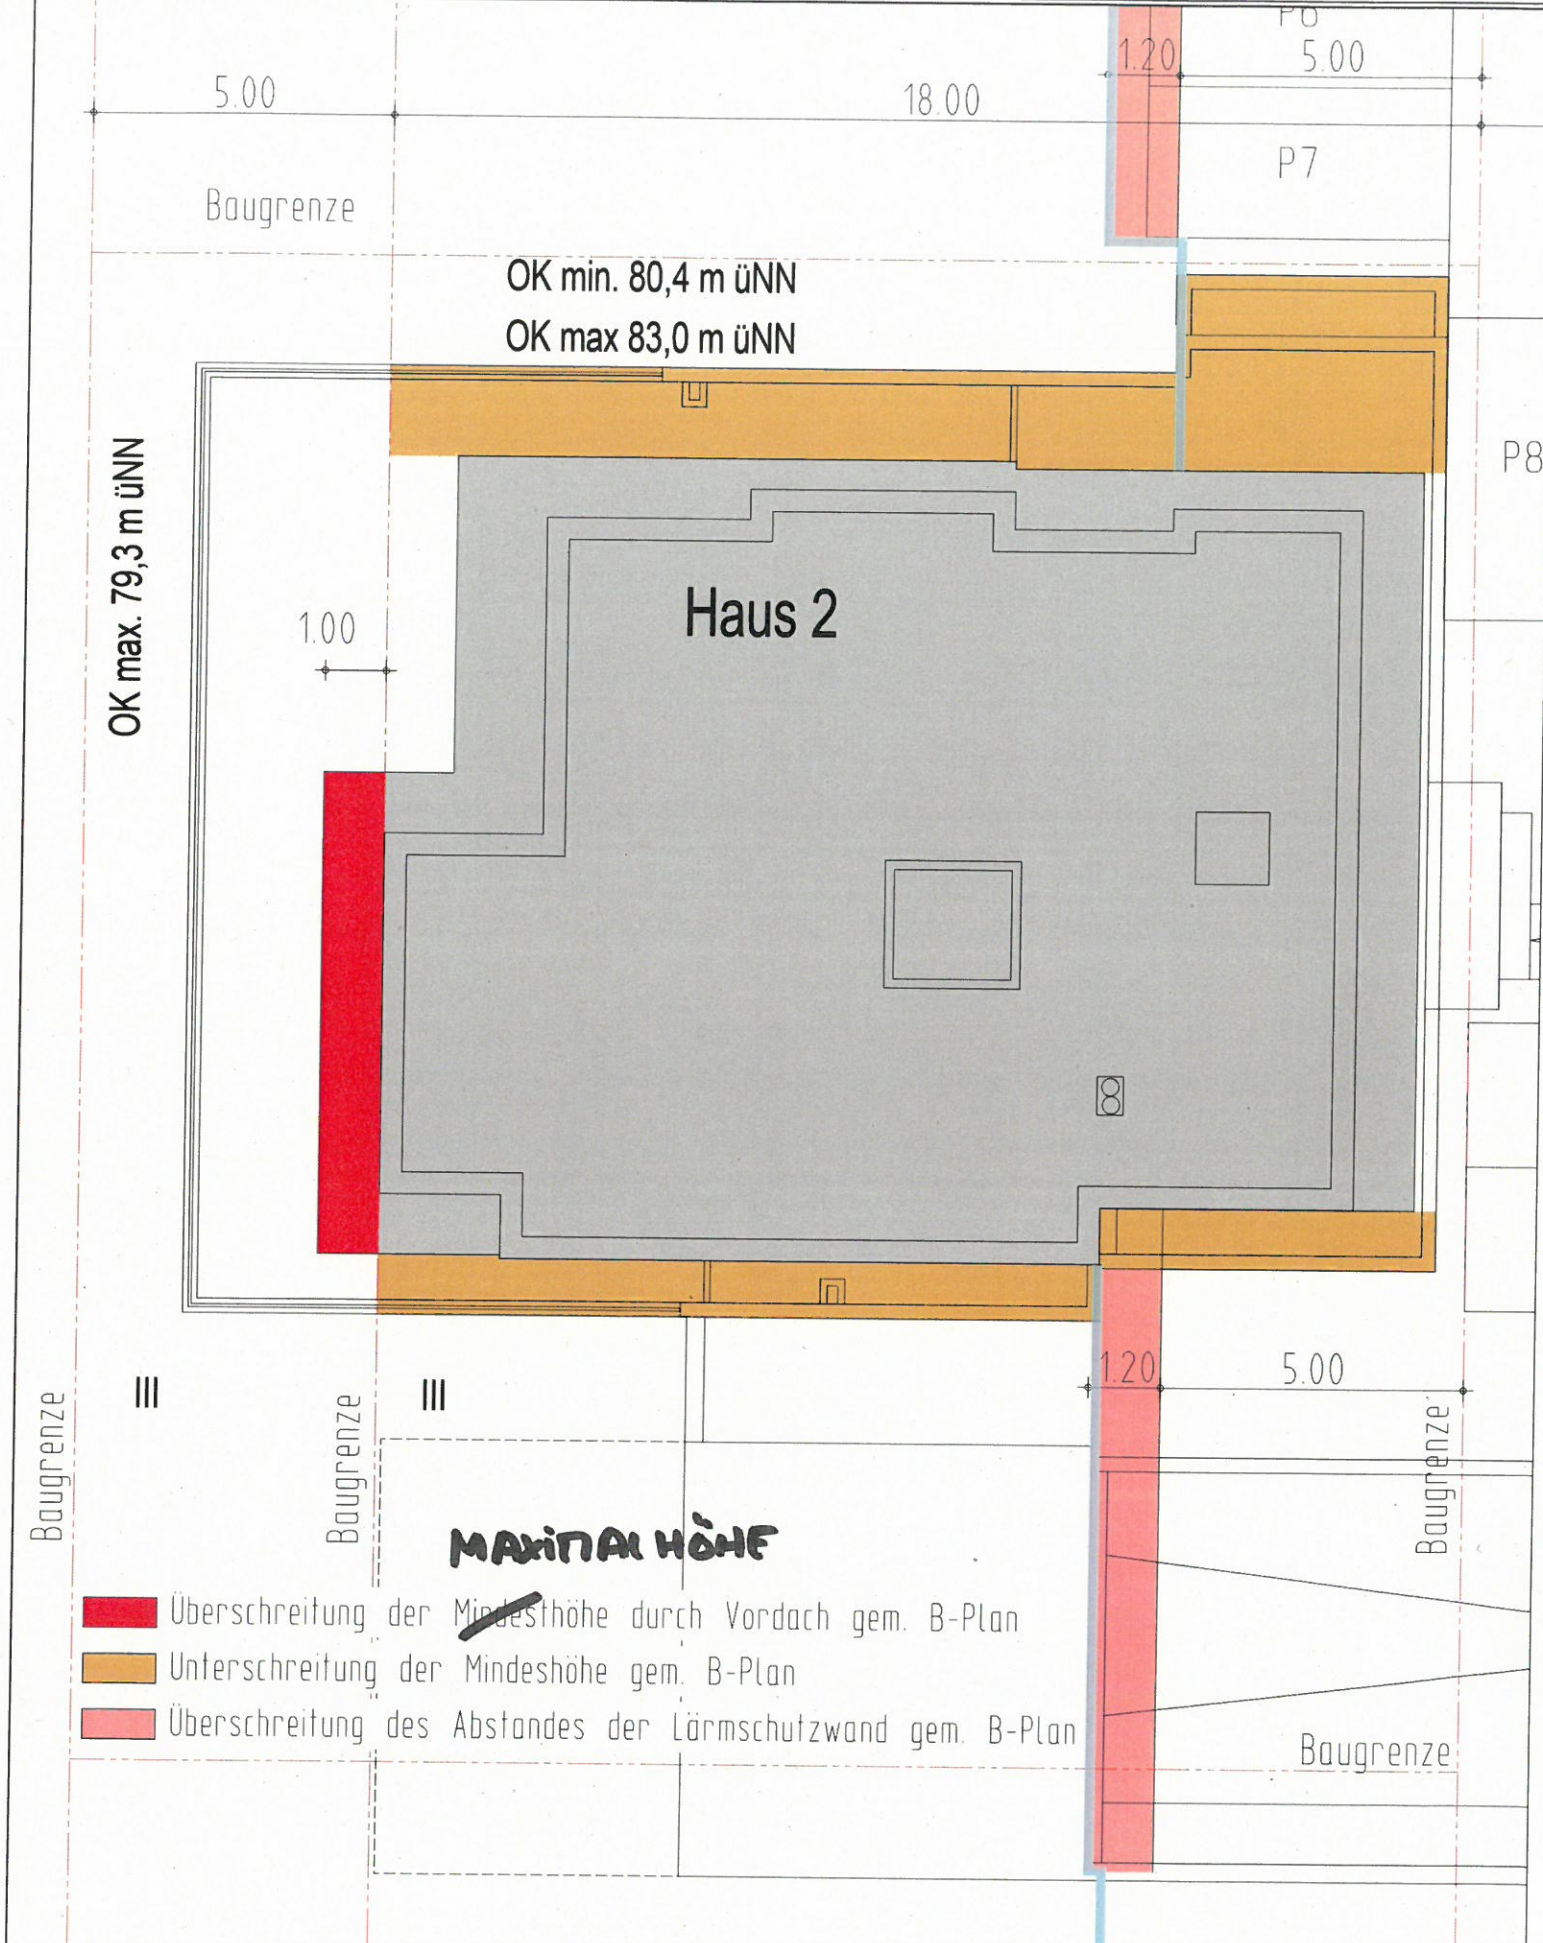 P6
1.20
5.00
5.00
18.00
P7
Baugrenze
OK min. 80,4 m üNN
OK max 83,0 m üNN
P8
OK max. 79,3 m üNN
Haus 2
1.00
III
III
1.20
5.00
Baugrenze
Baugrenze
Baugrenze
MAXIMALHÖHE
Überschreitung der Mindesthöhe durch Vordach gem. B-Plan
Unterschreitung der Mindeshöhe gem. B-Plan
Überschreitung des Abstandes der Lärmschutzwand gem. B-Plan
Baugrenze